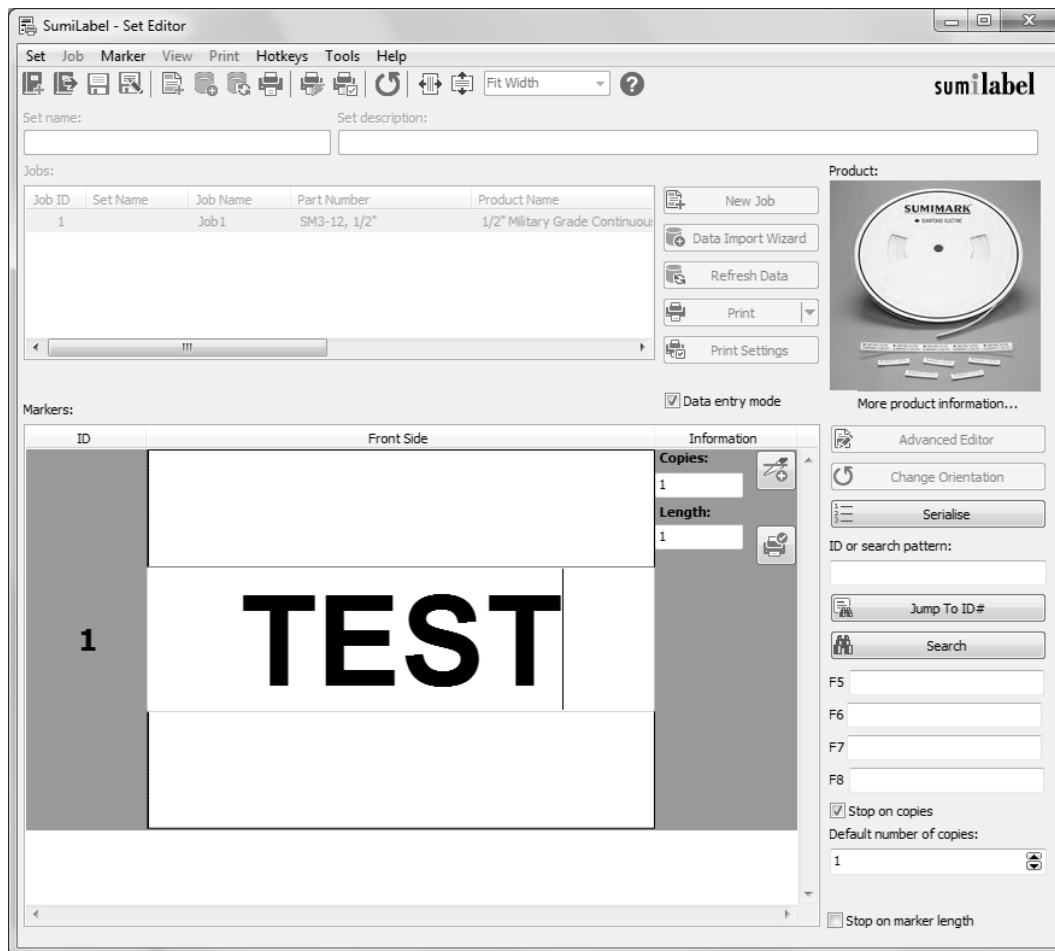 SumiLabel - Set Editor
Set Job Marker View Print Hotkeys Tools Help
Fit Width
sumilabel
Set name: Set description:
Jobs:
Product:
Job ID Set Name Job Name Part Number Product Name
1 Job1 SM3-12, 1/2" 1/2" Military Grade Continuou
New Job
Data Import Wizard
Refresh Data
Print
Print Settings
SUMIMARK
SUMITOMO ELECTRIC
Data entry mode
More product information...
Markers:
ID Front Side Information
Copies:
1
Length:
1
1
TEST
Advanced Editor
Change Orientation
Serialise
ID or search pattern:
Jump To ID#
Search
F5
F6
F7
F8
Stop on copies
Default number of copies:
1
Stop on marker length